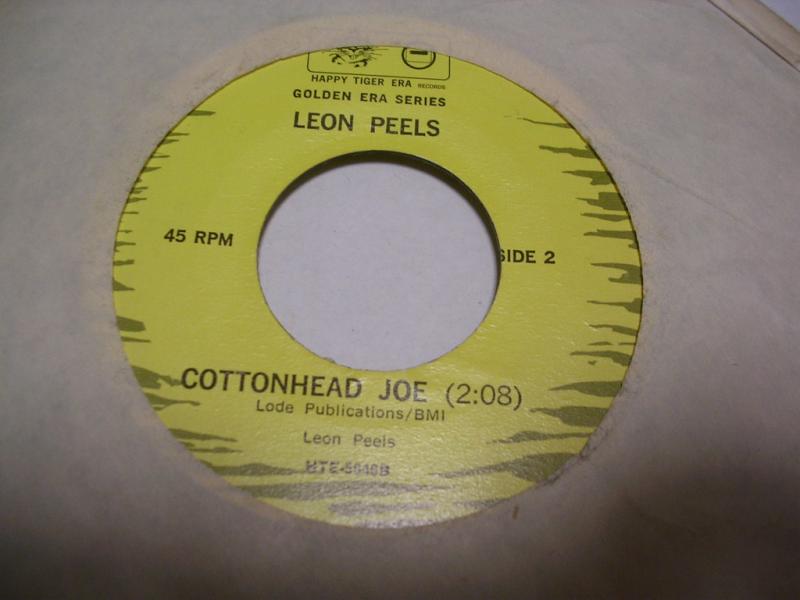 HAPPY TIGER ERA RECORDS
GOLDEN ERA SERIES
LEON PEELS
45 RPM
SIDE 2
COTTONHEAD JOE (2:08)
Lode Publications/BMI
Leon Peels